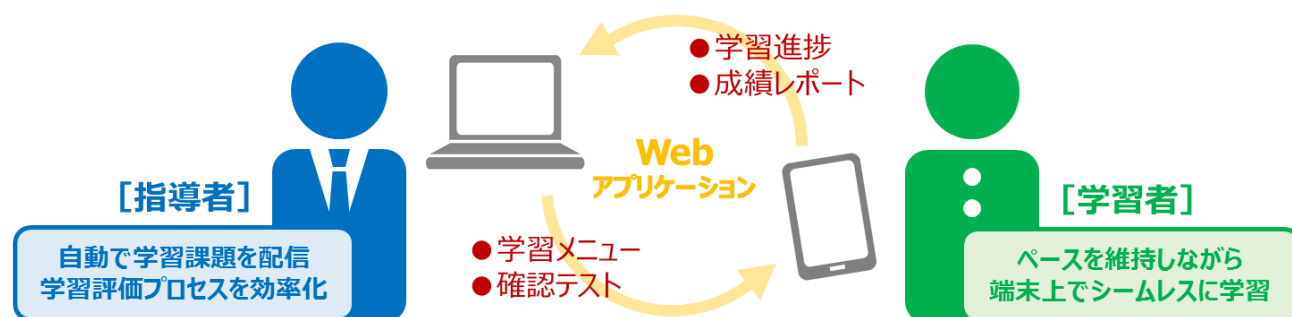 ●学習進捗
●成績レポート
Web
アプリケーション
［指導者］
［学習者］
自動で学習課題を配信
学習評価プロセスを効率化
●学習メニュー
●確認テスト
ペースを維持しながら
端末上でシームレスに学習